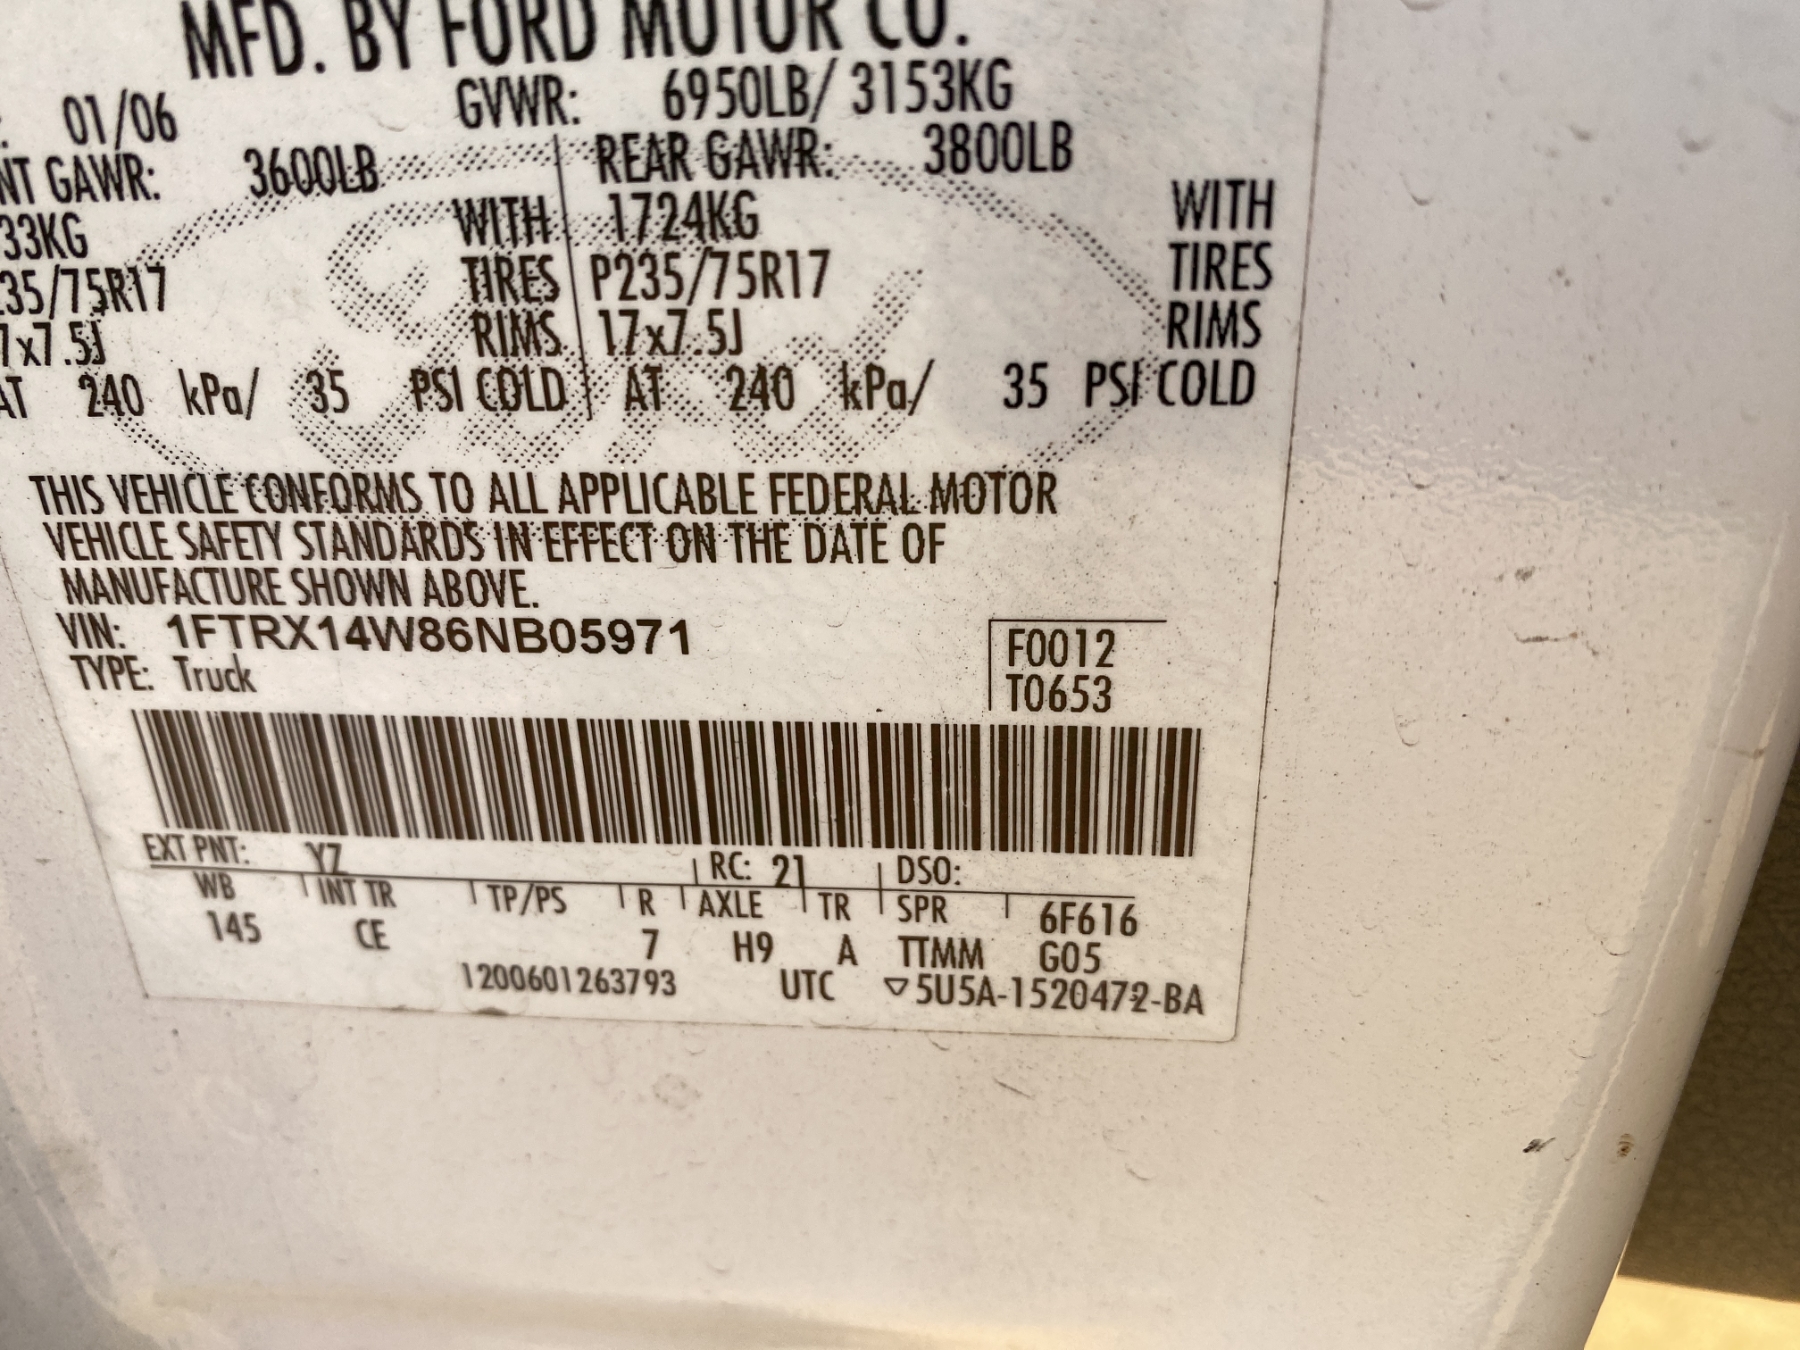 MFD. BY FORD MOTOR CO.
01/06 GVWR: 6950LB/ 3153KG
NT GAWR: 3600LB REAR GAWR: 3800LB
33KG WITH 1724KG WITH
235/75R17 TIRES P235/75R17 TIRES
7x7.5J RIMS 17x7.5J RIMS
AT 240 kPa/ 35 PSI COLD AT 240 kPa/ 35 PSI COLD
THIS VEHICLE CONFORMS TO ALL APPLICABLE FEDERAL MOTOR
VEHICLE SAFETY STANDARDS IN EFFECT ON THE DATE OF
MANUFACTURE SHOWN ABOVE.
VIN: 1FTRX14W86NB05971 F0012
TYPE: Truck T0653
EXT PNT: YZ RC: 21 DSO:
WB INT TR TP/PS R AXLE TR SPR 6F616
145 CE 7 H9 A TTMM G05
1200601263793 UTC ▽5U5A-1520472-BA